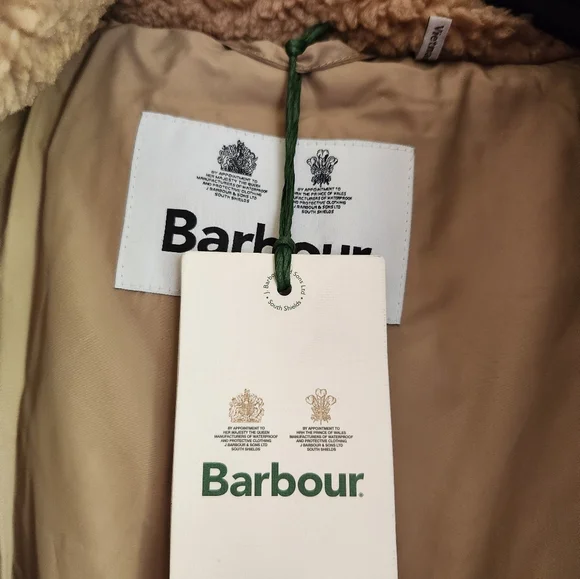 BY APPOINTMENT TO
HER MAJESTY THE QUEEN
MANUFACTURERS OF WATERPROOF
AND PROTECTIVE CLOTHING
J.BARBOUR & SONS LTD
SOUTH SHIELDS
BY APPOINTMENT TO
HRH THE PRINCE OF WALES
MANUFACTURERS OF WATERPROOF
AND PROTECTIVE CLOTHING
J.BARBOUR & SONS LTD
SOUTH SHIELDS
Barbour
J Barbour & Sons Ltd
• South Shields •
BY APPOINTMENT TO
HER MAJESTY THE QUEEN
MANUFACTURERS OF WATERPROOF
AND PROTECTIVE CLOTHING
J.BARBOUR & SONS LTD
SOUTH SHIELDS
BY APPOINTMENT TO
HRH THE PRINCE OF WALES
MANUFACTURERS OF WATERPROOF
AND PROTECTIVE CLOTHING
J.BARBOUR & SONS LTD
SOUTH SHIELDS
Barbour®